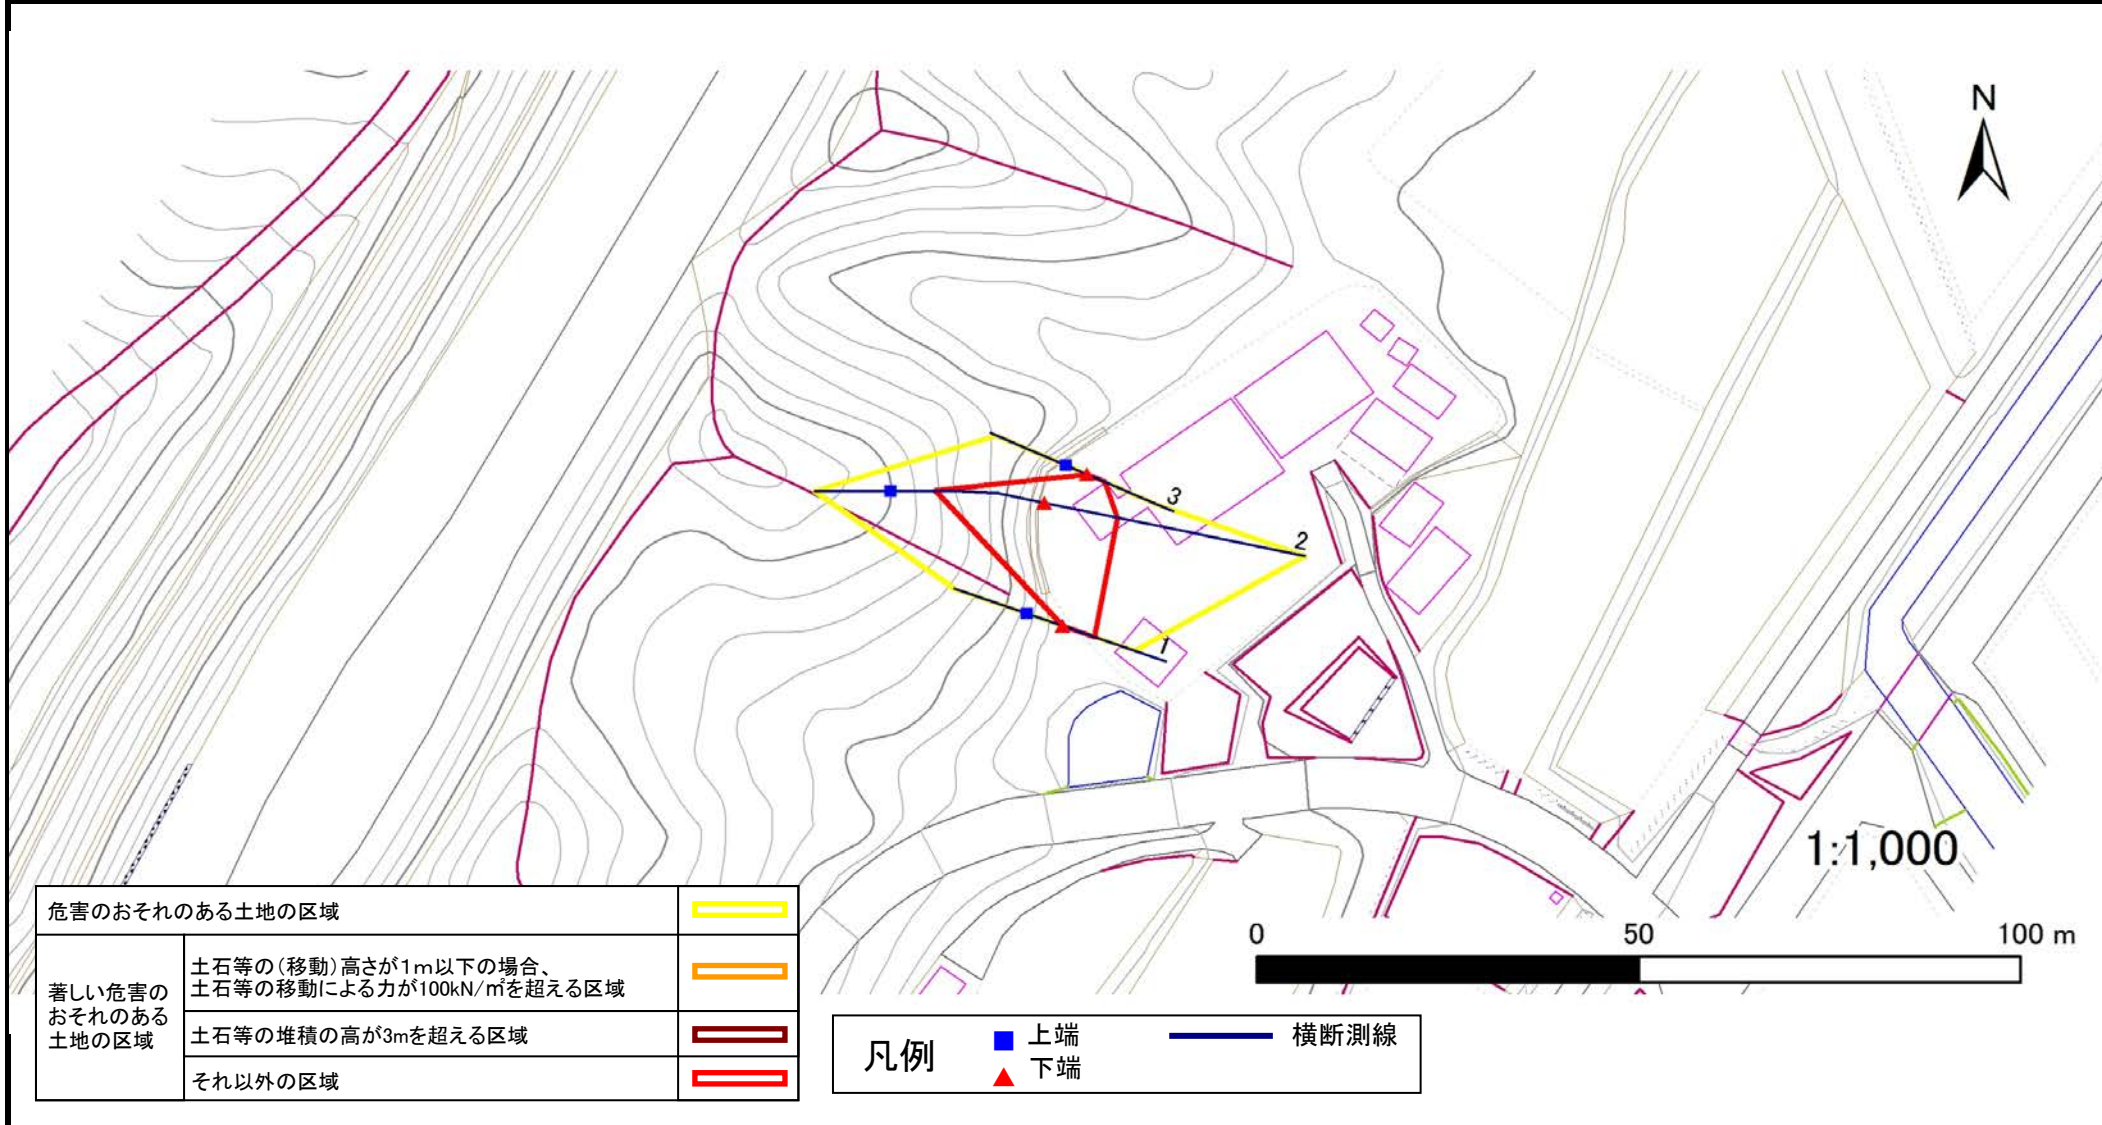 N
3
2
1
1:1,000
0 50 100 m
危害のおそれのある土地の区域
著しい危害の
おそれのある
土地の区域
土石等の(移動)高さが1m以下の場合、
土石等の移動による力が100kN/㎡を超える区域
土石等の堆積の高が3mを超える区域
それ以外の区域
凡例
上端
下端
横断測線